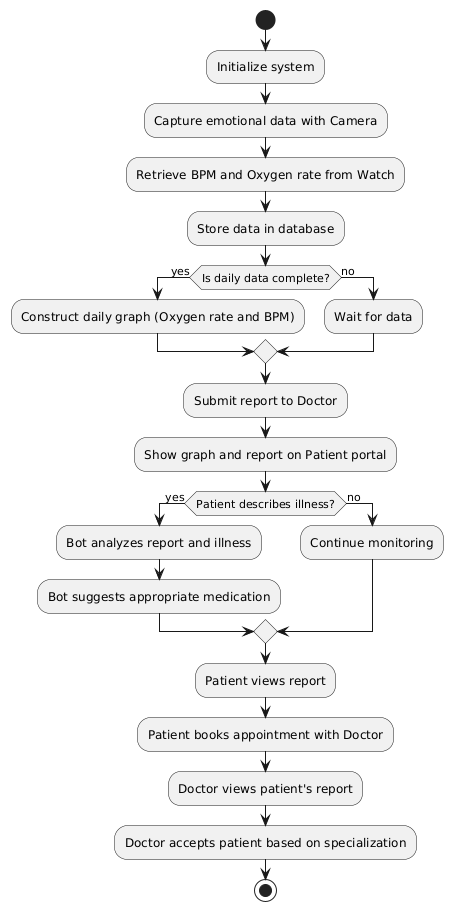 Initialize system
Capture emotional data with Camera
Retrieve BPM and Oxygen rate from Watch
Store data in database
yes
Is daily data complete?
no
Construct daily graph (Oxygen rate and BPM)
Wait for data
Submit report to Doctor
Show graph and report on Patient portal
yes
Patient describes illness?
no
Bot analyzes report and illness
Continue monitoring
Bot suggests appropriate medication
Patient views report
Patient books appointment with Doctor
Doctor views patient's report
Doctor accepts patient based on specialization